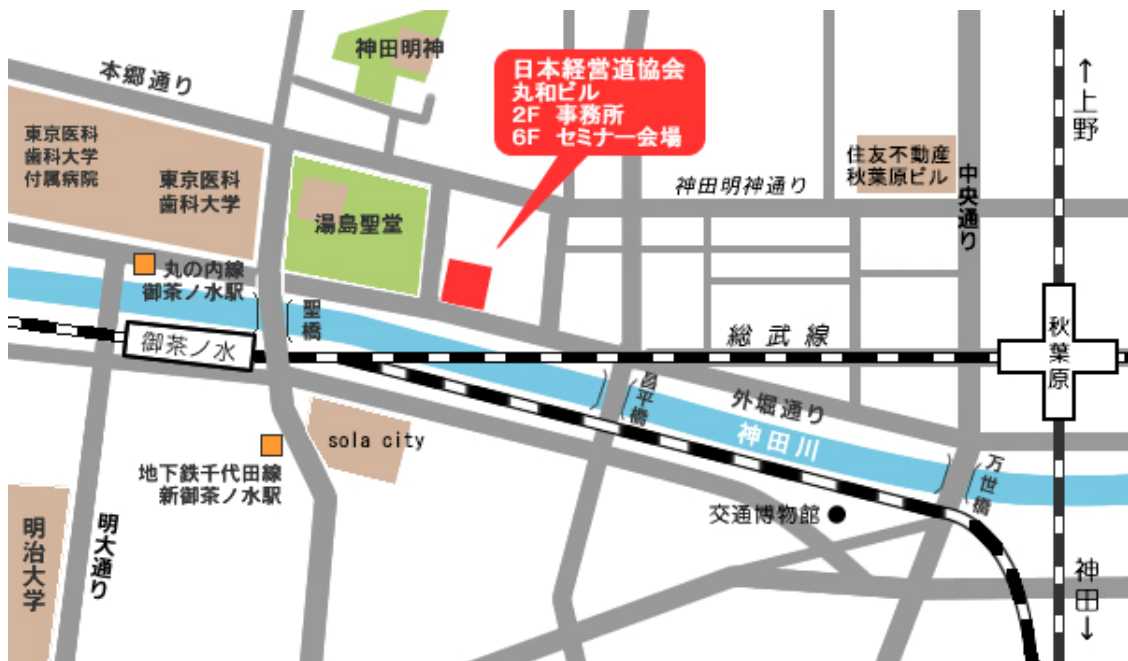 神田明神
本郷通り
日本経営道協会
丸和ビル
2F 事務所
6F セミナー会場
↑上野
東京医科
歯科大学
付属病院
東京医科
歯科大学
湯島聖堂
神田明神通り
住友不動産
秋葉原ビル
中央通り
丸の内線
御茶ノ水駅
聖橋
御茶ノ水
総武線
秋葉原
昌平橋
外堀通り
神田川
sola city
地下鉄千代田線
新御茶ノ水駅
万世橋
交通博物館
明治大学
明大通り
神田↓